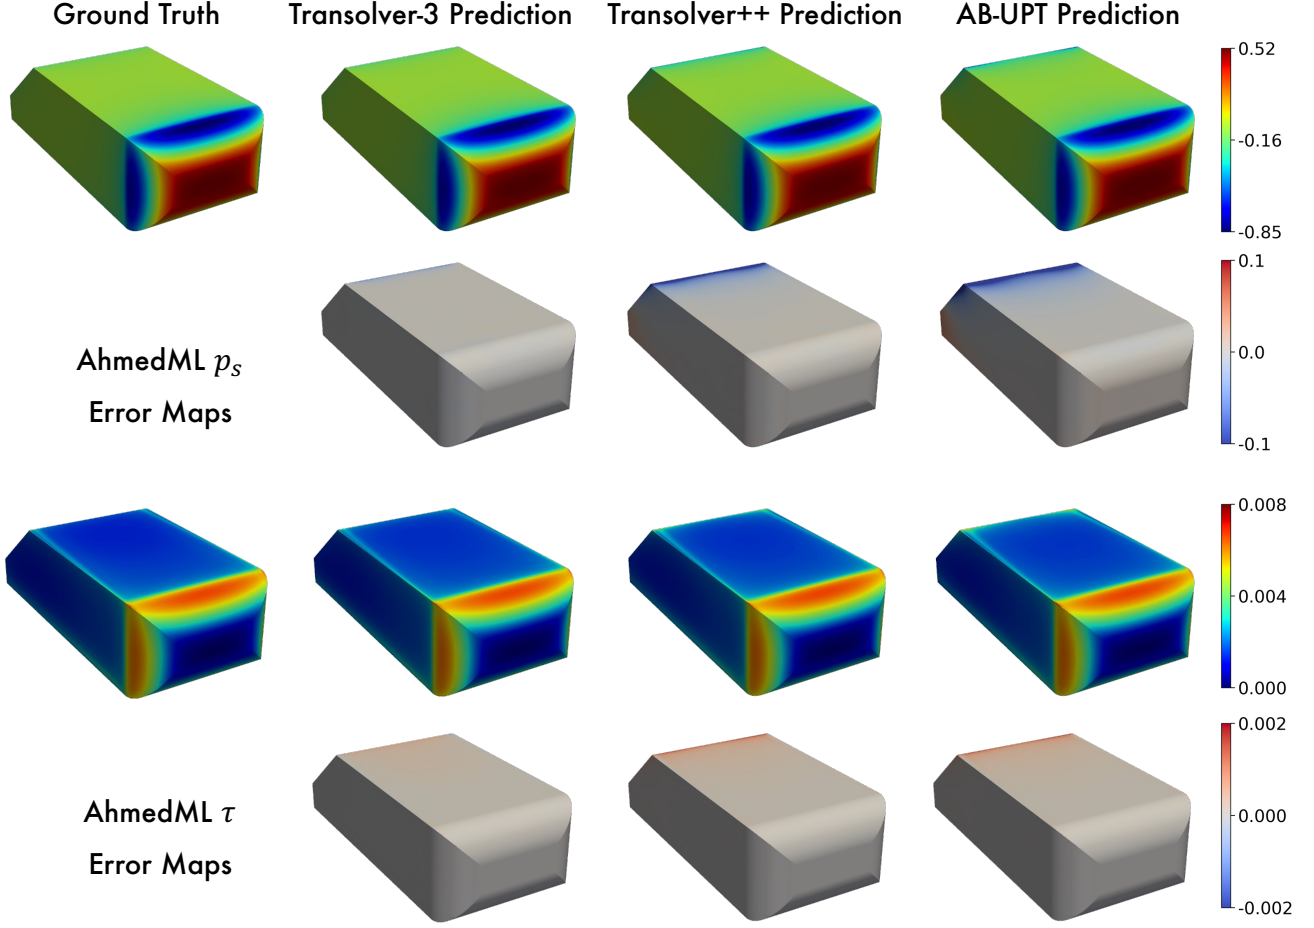 Ground Truth
Transolver-3 Prediction
Transolver++ Prediction
AB-UPT Prediction
0.52
-0.16
-0.85
AhmedML pₛ
Error Maps
0.1
0.0
-0.1
0.008
0.004
0.000
AhmedML τ
Error Maps
0.002
0.000
-0.002